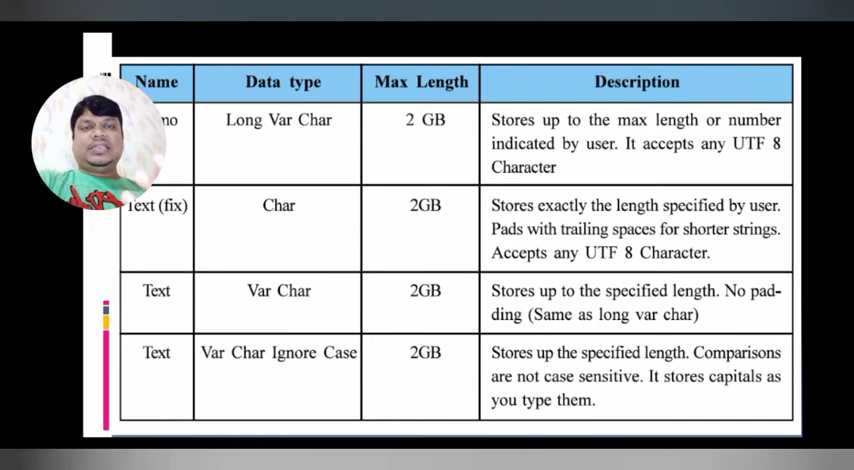 Name Data type Max Length Description
Long Var Char 2 GB Stores up to the max length or number
indicated by user. It accepts any UTF 8
Character
Text (fix) Char 2GB Stores exactly the length specified by user.
Pads with trailing spaces for shorter strings.
Accepts any UTF 8 Character.
Text Var Char 2GB Stores up to the specified length. No pad-
ding (Same as long var char)
Text Var Char Ignore Case 2GB Stores up the specified length. Comparisons
are not case sensitive. It stores capitals as
you type them.